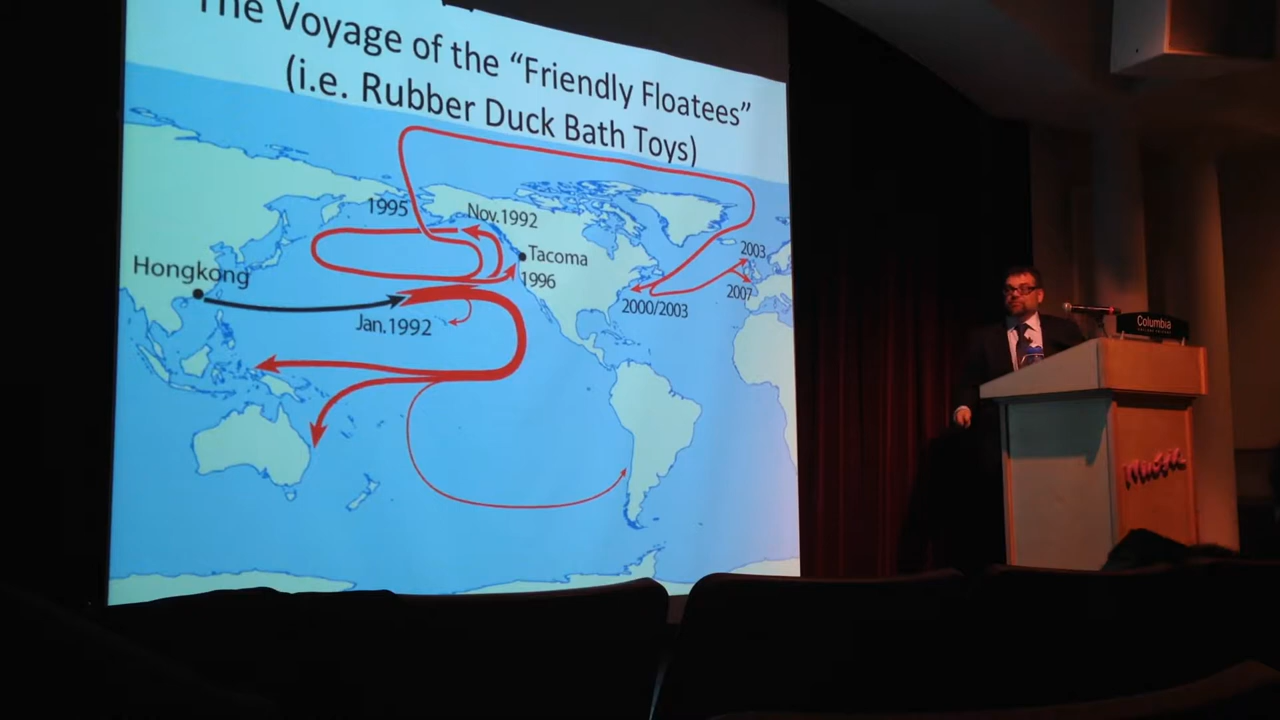 The Voyage of the “Friendly Floatees”
(i.e. Rubber Duck Bath Toys)
1995
Nov.1992
Tacoma
1996
Hongkong
Jan.1992
2003
2007
2000/2003
Columbia
Music